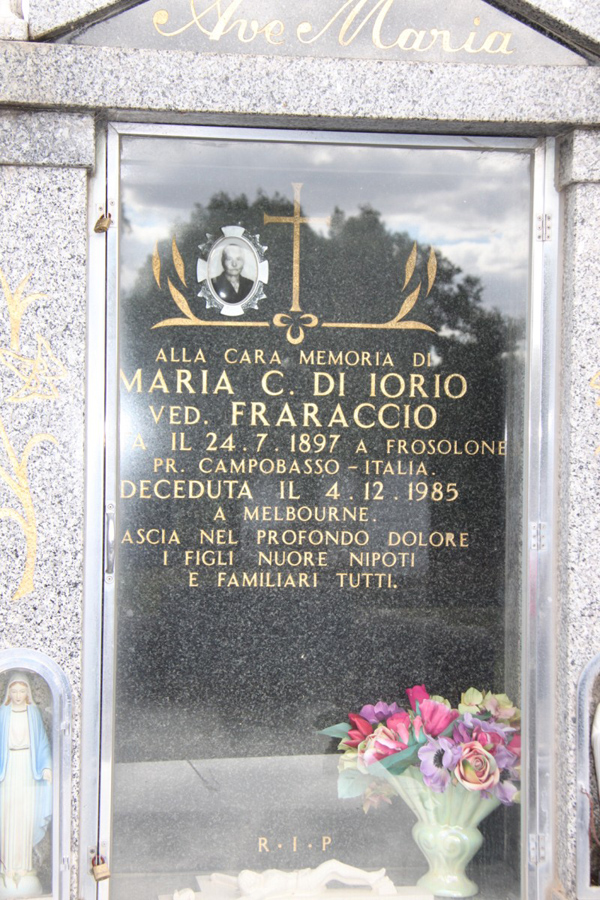 Ave Maria
ALLA CARA MEMORIA DI
MARIA C. DI IORIO
VED. FRARACCIO
A IL 24.7.1897 A FROSOLONE
PR. CAMPOBASSO - ITALIA.
DECEDUTA IL 4.12.1985
A MELBOURNE.
ASCIA NEL PROFONDO DOLORE
I FIGLI NUORE NIPOTI
E FAMILIARI TUTTI.
R·I·P